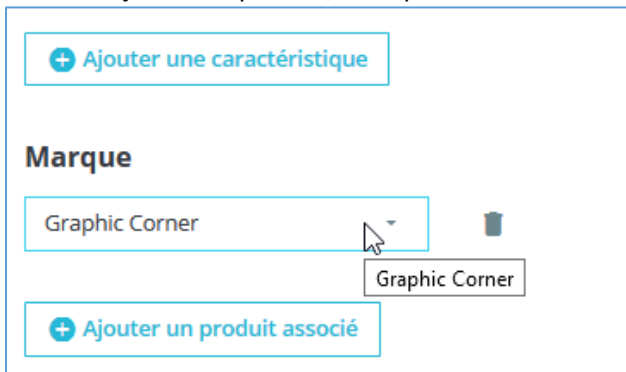 Ajouter une caractéristique
Marque
Graphic Corner
Graphic Corner
Ajouter un produit associé